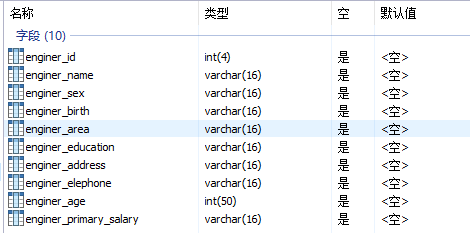 名称 类型 空 默认值
字段 (10)
enginer_id int(4) 是 <空>
enginer_name varchar(16) 是 <空>
enginer_sex varchar(16) 是 <空>
enginer_birth varchar(16) 是 <空>
enginer_area varchar(16) 是 <空>
enginer_education varchar(16) 是 <空>
enginer_address varchar(16) 是 <空>
enginer_elephone varchar(16) 是 <空>
enginer_age int(50) 是 <空>
enginer_primary_salary varchar(16) 是 <空>